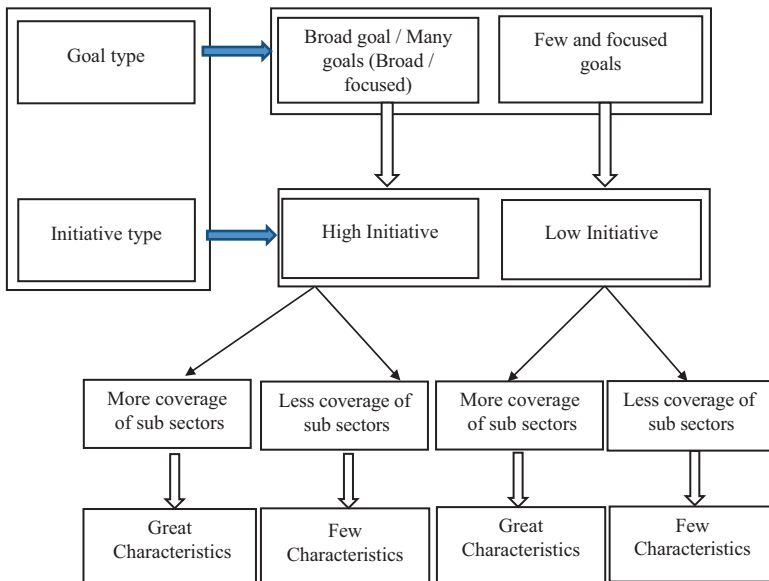 Goal type
Broad goal / Many
goals (Broad /
focused)
Few and focused
goals
Initiative type
High Initiative
Low Initiative
More coverage
of sub sectors
Less coverage of
sub sectors
More coverage
of sub sectors
Less coverage of
sub sectors
Great
Characteristics
Few
Characteristics
Great
Characteristics
Few
Characteristics